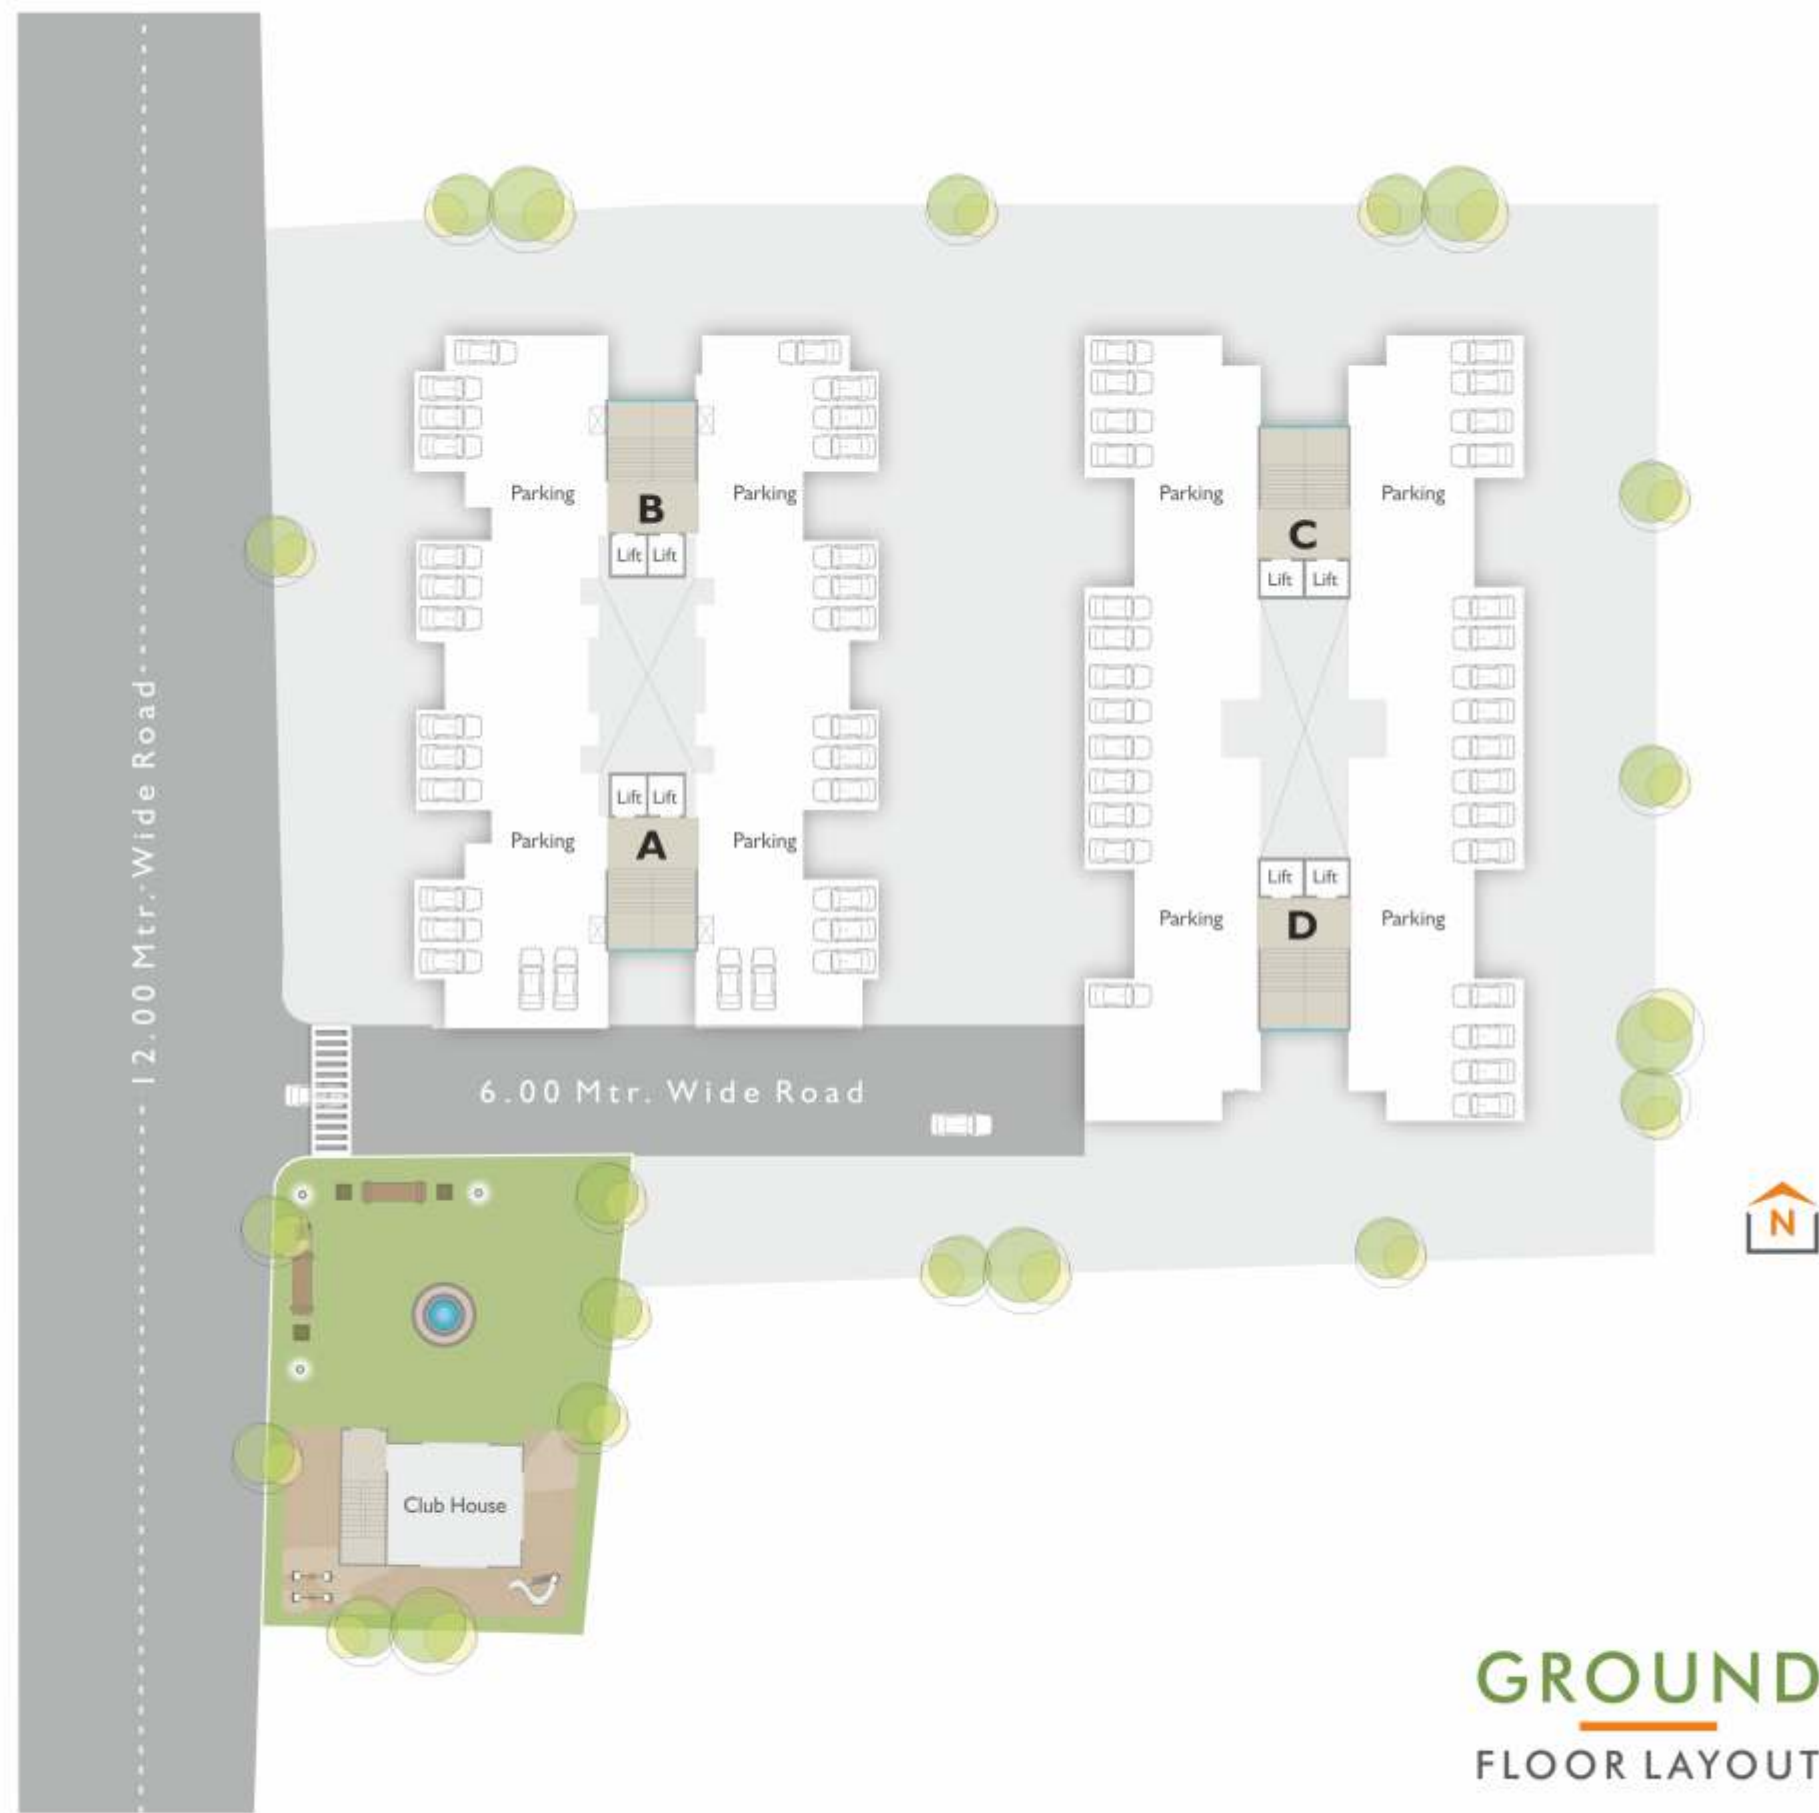 Parking
Parking
Parking
Parking
B
C
Lift Lift
Lift Lift
12.00 Mtr. Wide Road
Lift Lift
Parking
A
Parking
Lift Lift
Parking
D
Parking
6.00 Mtr. Wide Road
N
Club House
GROUND
FLOOR LAYOUT